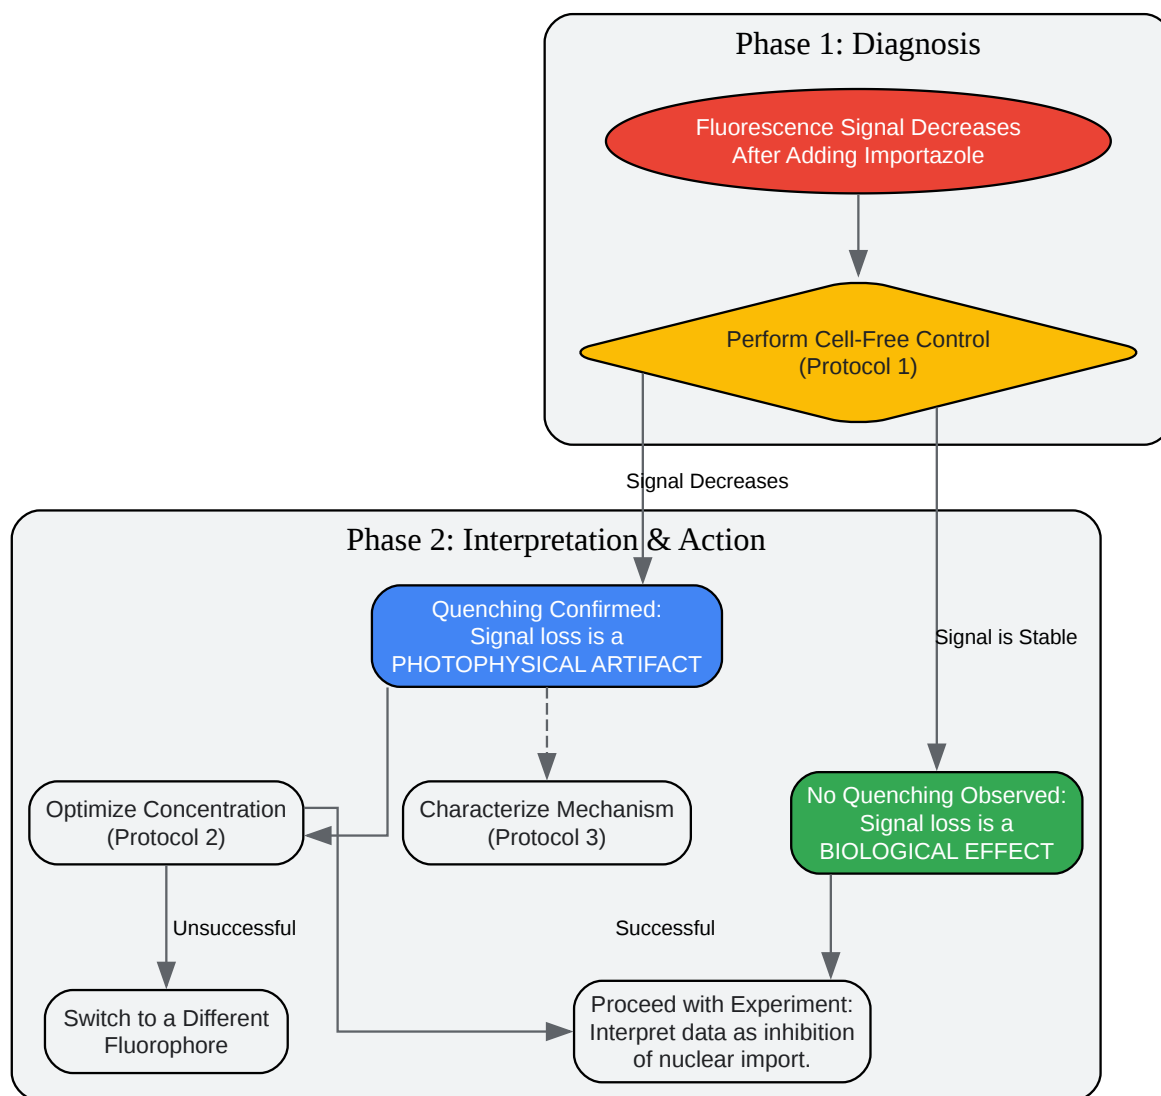 Phase 1: Diagnosis
Fluorescence Signal Decreases
After Adding Importazole
Perform Cell-Free Control
(Protocol 1)
Signal Decreases
Phase 2: Interpretation & Action
Quenching Confirmed:
Signal loss is a
PHOTOPHYSICAL ARTIFACT
Signal is Stable
Optimize Concentration
(Protocol 2)
Characterize Mechanism
(Protocol 3)
No Quenching Observed:
Signal loss is a
BIOLOGICAL EFFECT
Unsuccessful
Successful
Switch to a Different
Fluorophore
Proceed with Experiment:
Interpret data as inhibition
of nuclear import.